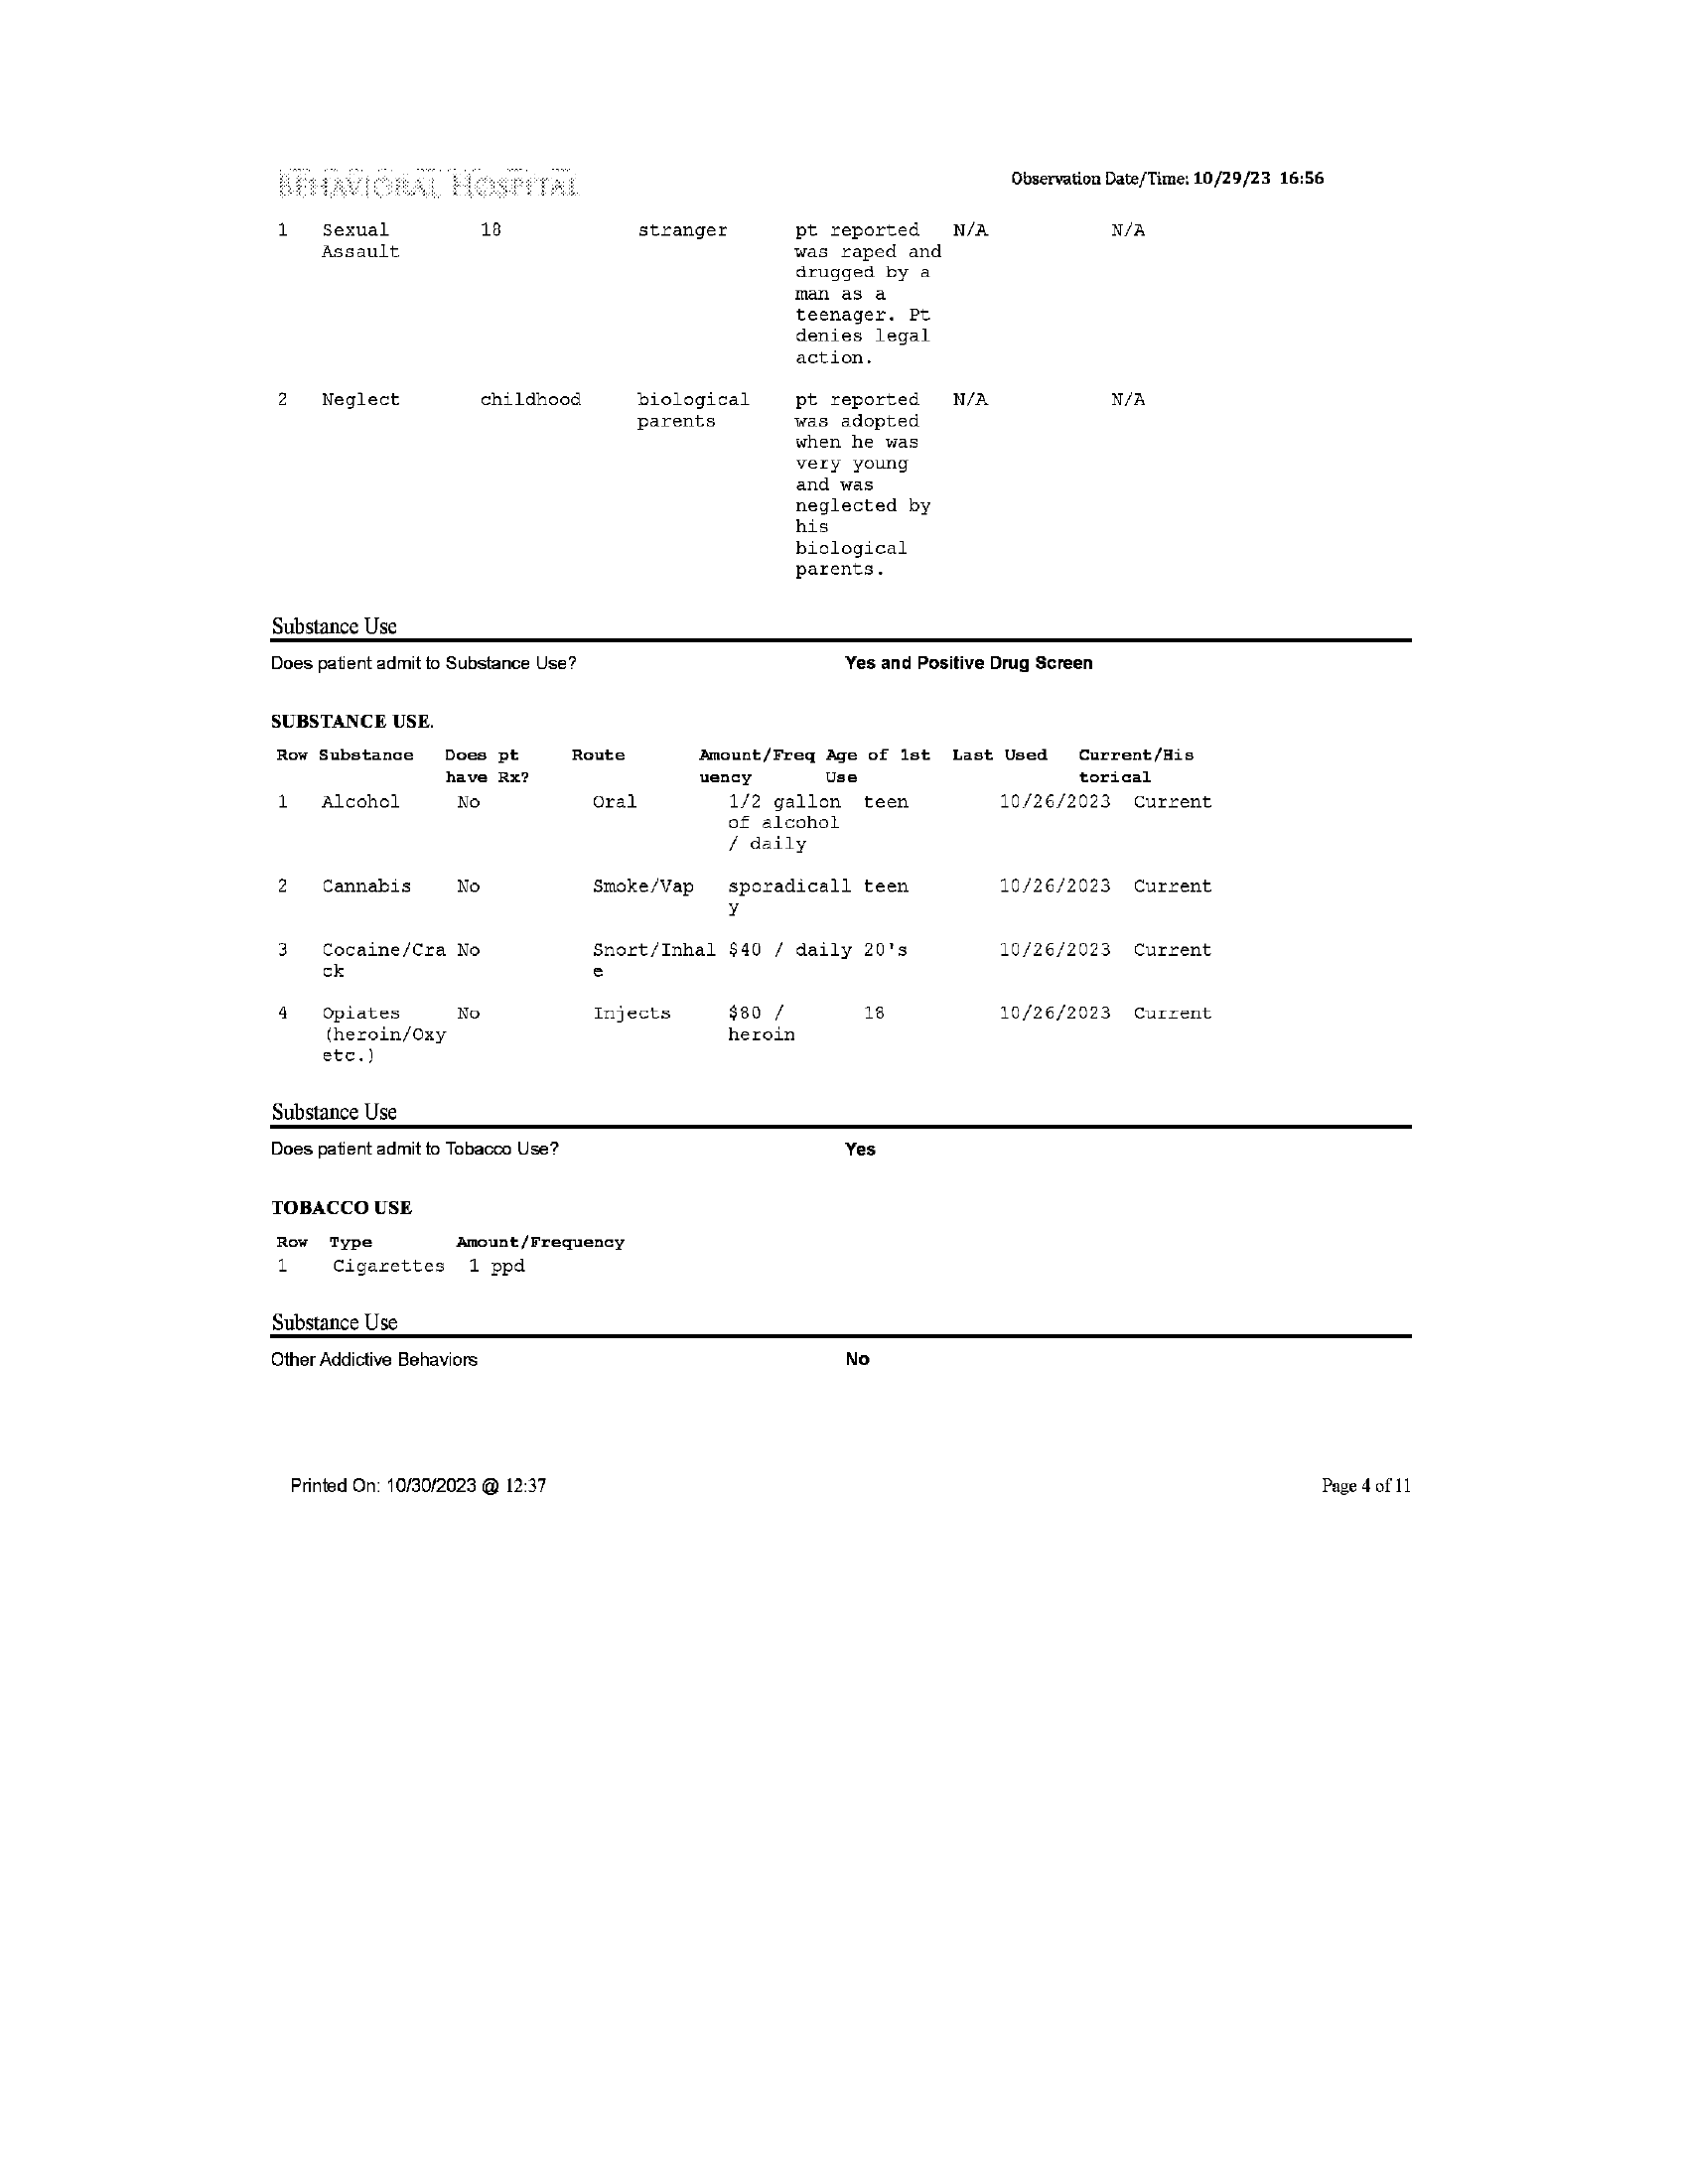 BEHAVIORAL HOSPITAL
Observation Date/Time: 10/29/23 16:56
1 Sexual 18 stranger pt reported N/A N/A
Assault was raped and
drugged by a
man as a
teenager. Pt
denies legal
action.
2 Neglect childhood biological pt reported N/A N/A
parents was adopted
when he was
very young
and was
neglected by
his
biological
parents.
Substance Use
Does patient admit to Substance Use? Yes and Positive Drug Screen
SUBSTANCE USE.
Row Substance Does pt Route Amount/Freq Age of 1st Last Used Current/His
have Rx? uency Use torical
1 Alcohol No Oral 1/2 gallon teen 10/26/2023 Current
of alcohol
/ daily
2 Cannabis No Smoke/Vap sporadicall teen 10/26/2023 Current
y
3 Cocaine/Cra No Snort/Inhal $40 / daily 20's 10/26/2023 Current
ck e
4 Opiates No Injects $80 / 18 10/26/2023 Current
(heroin/Oxy heroin
etc.)
Substance Use
Does patient admit to Tobacco Use? Yes
TOBACCO USE
Row Type Amount/Frequency
1 Cigarettes 1 ppd
Substance Use
Other Addictive Behaviors No
Printed On: 10/30/2023 @ 12:37 Page 4 of 11